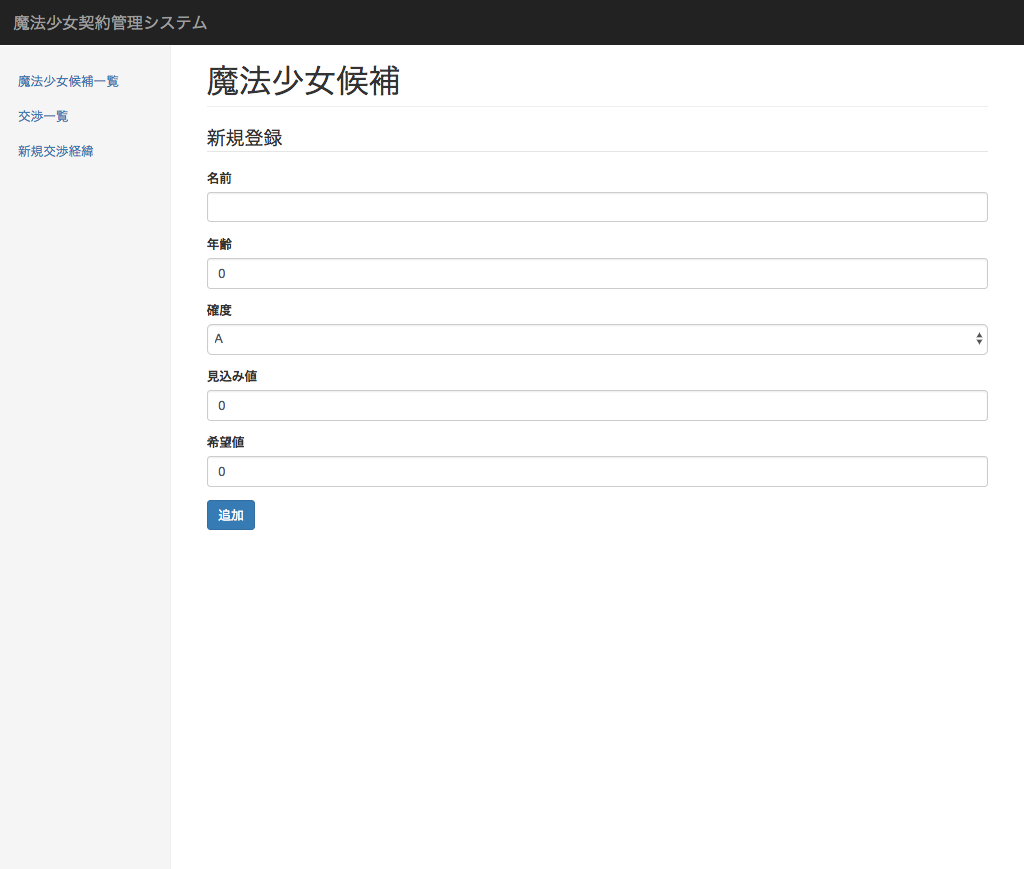 魔法少女契約管理システム
魔法少女候補一覧
交渉一覧
新規交渉経緯
魔法少女候補
新規登録
名前
年齢
0
確度
A
見込み値
0
希望値
0
追加